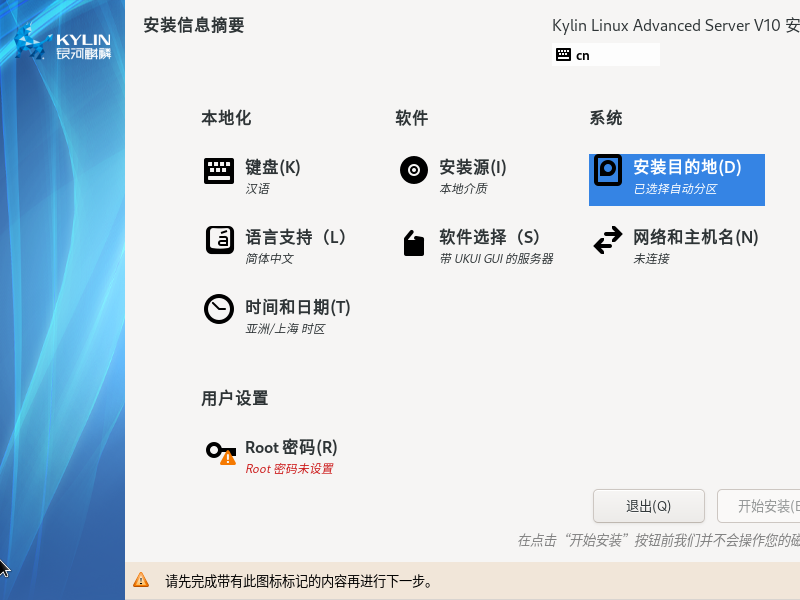 KYLIN
银河麒麟
安装信息摘要
Kylin Linux Advanced Server V10 安
cn
本地化
软件
系统
键盘(K)
汉语
安装源(I)
本地介质
安装目的地(D)
已选择自动分区
语言支持（L）
简体中文
软件选择（S）
带 UKUI GUI 的服务器
网络和主机名(N)
未连接
时间和日期(T)
亚洲/上海 时区
用户设置
Root 密码(R)
Root 密码未设置
退出(Q)
开始安装(B
在点击“开始安装”按钮前我们并不会操作您的磁
请先完成带有此图标标记的内容再进行下一步。